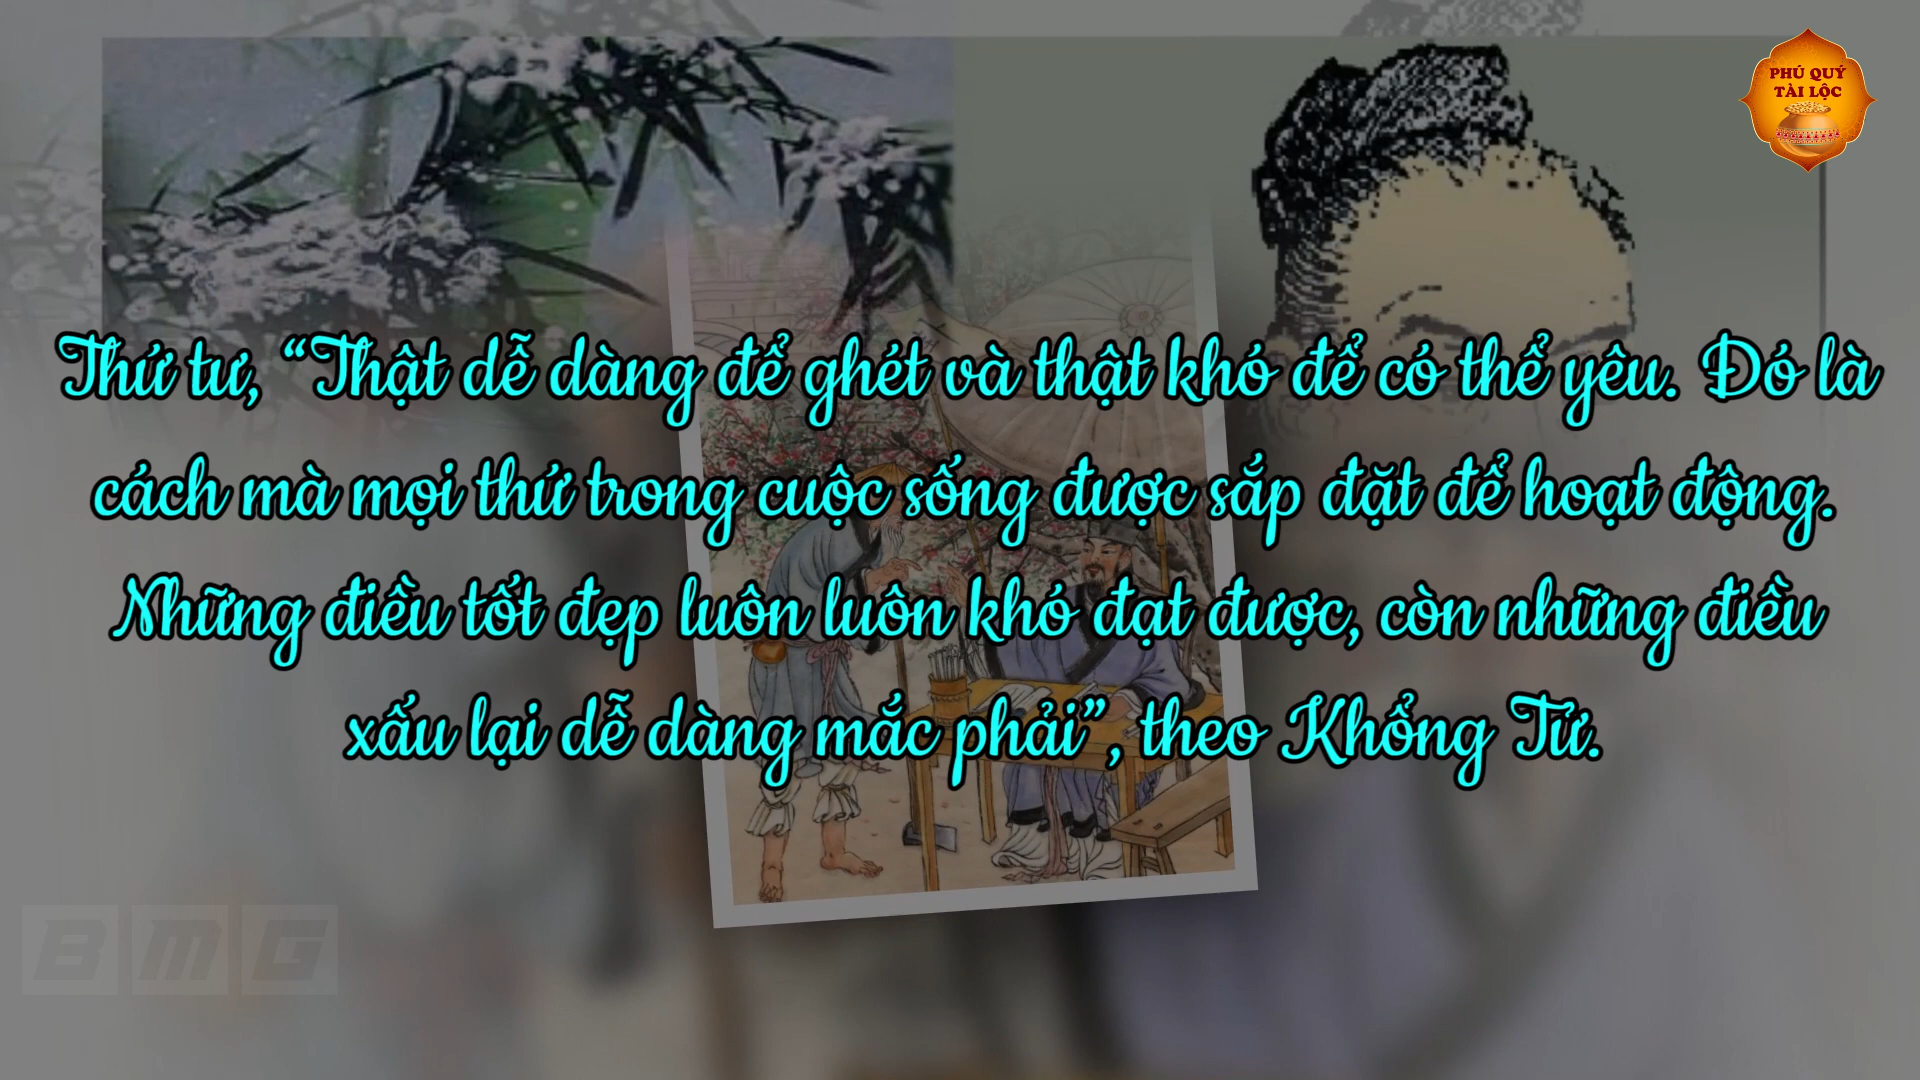 PHÚ QUÝ
TÀI LỘC
Thứ tư, “Thật dễ dàng để ghét và thật khó để có thể yêu. Đó là
cách mà mọi thứ trong cuộc sống được sắp đặt để hoạt động.
Những điều tốt đẹp luôn luôn khó đạt được, còn những điều
xấu lại dễ dàng mắc phải”, theo Khổng Tử.
BMG